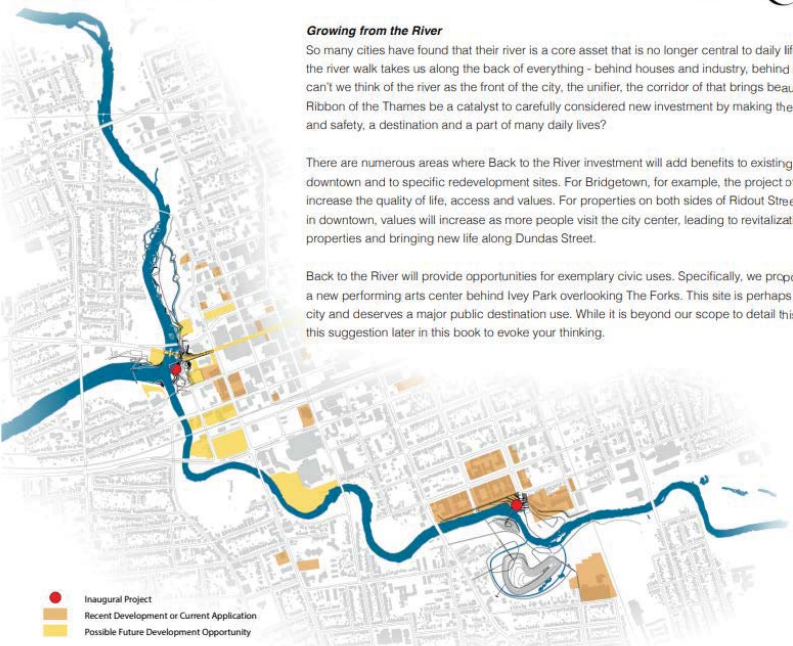 Growing from the River
So many cities have found that their river is a core asset that is no longer central to daily lif
the river walk takes us along the back of everything - behind houses and industry, behind
can't we think of the river as the front of the city, the unifier, the corridor of that brings beau
Ribbon of the Thames be a catalyst to carefully considered new investment by making the
and safety, a destination and a part of many daily lives?
There are numerous areas where Back to the River investment will add benefits to existing
downtown and to specific redevelopment sites. For Bridgetown, for example, the project of
increase the quality of life, access and values. For properties on both sides of Ridout Stree
in downtown, values will increase as more people visit the city center, leading to revitalizat
properties and bringing new life along Dundas Street.
Back to the River will provide opportunities for exemplary civic uses. Specifically, we propo
a new performing arts center behind Ivey Park overlooking The Forks. This site is perhaps
city and deserves a major public destination use. While it is beyond our scope to detail this
this suggestion later in this book to evoke your thinking.
Inaugural Project
Recent Development or Current Application
Possible Future Development Opportunity